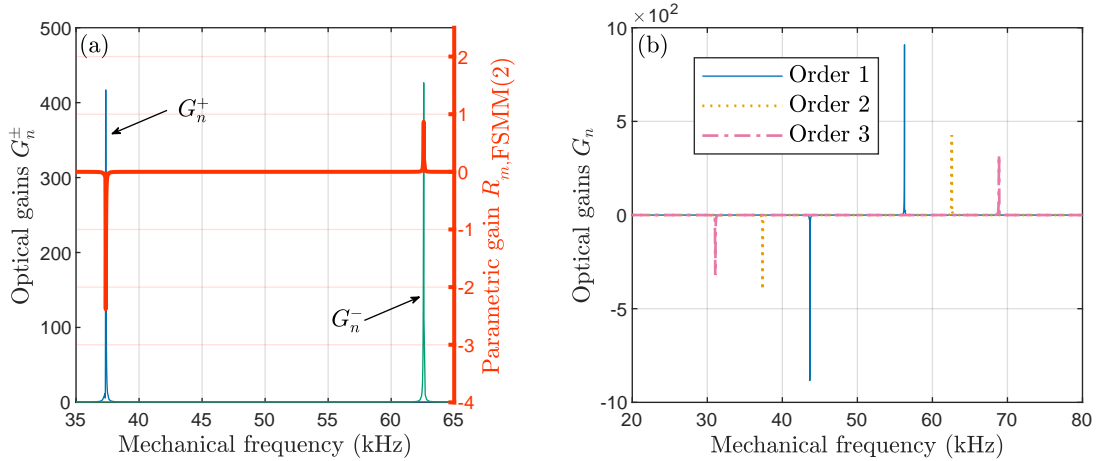 (a)
500
400
300
200
100
0
Optical gains G_n^±
G_n^+
G_n^-
2
1
0
-1
-2
-3
-4
Parametric gain R_{m,FSMM(2)}
35 40 45 50 55 60 65
Mechanical frequency (kHz)
(b)
10 ×10^2
5
0
-5
-10
Optical gains G_n
Order 1
Order 2
Order 3
20 30 40 50 60 70 80
Mechanical frequency (kHz)